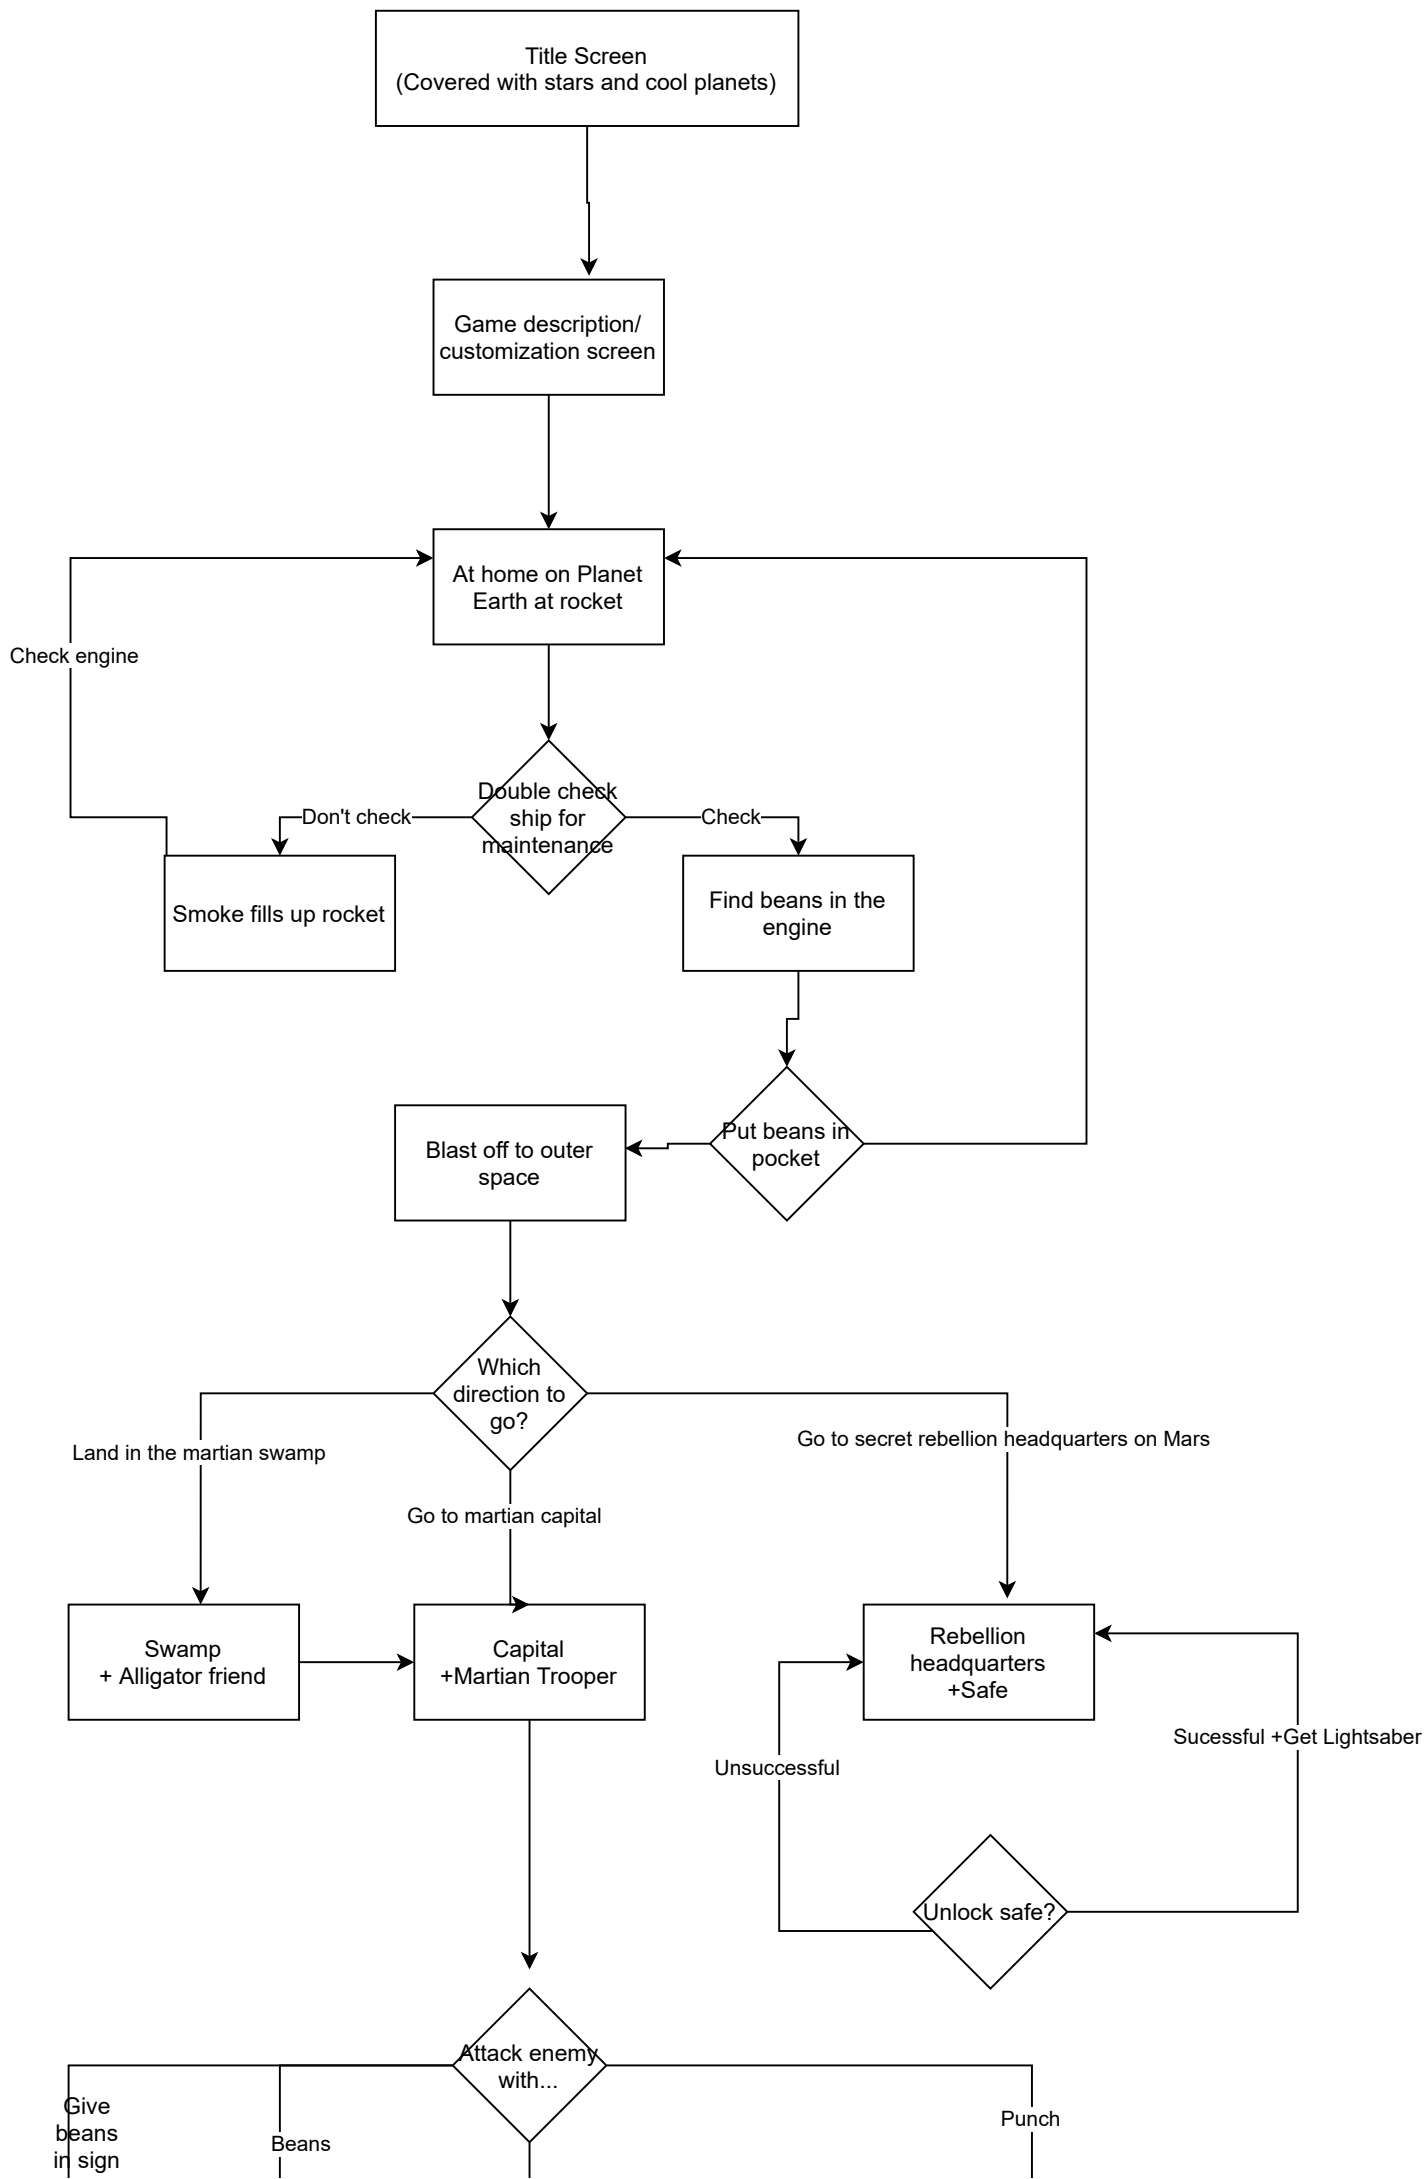 Title Screen
(Covered with stars and cool planets)
Game description/
customization screen
At home on Planet
Earth at rocket
Check engine
Double check
ship for
maintenance
Don't check
Check
Smoke fills up rocket
Find beans in the
engine
Put beans in
pocket
Blast off to outer
space
Which
direction to
go?
Land in the martian swamp
Go to secret rebellion headquarters on Mars
Go to martian capital
Swamp
+ Alligator friend
Capital
+Martian Trooper
Rebellion
headquarters
+Safe
Sucessful +Get Lightsaber
Unsuccessful
Unlock safe?
Attack enemy
with...
Give
beans
in sign
Beans
Punch